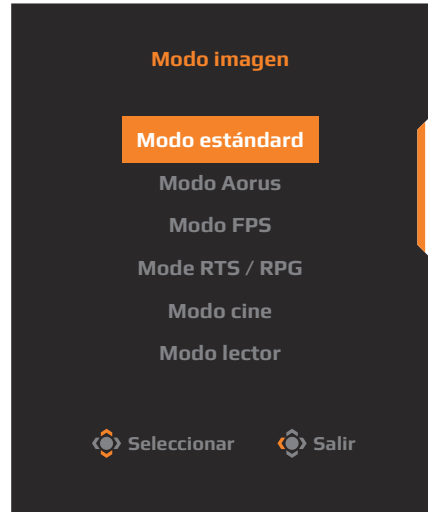 Modo imagen
Modo estándard
Modo Aorus
Modo FPS
Mode RTS / RPG
Modo cine
Modo lector
Seleccionar Salir